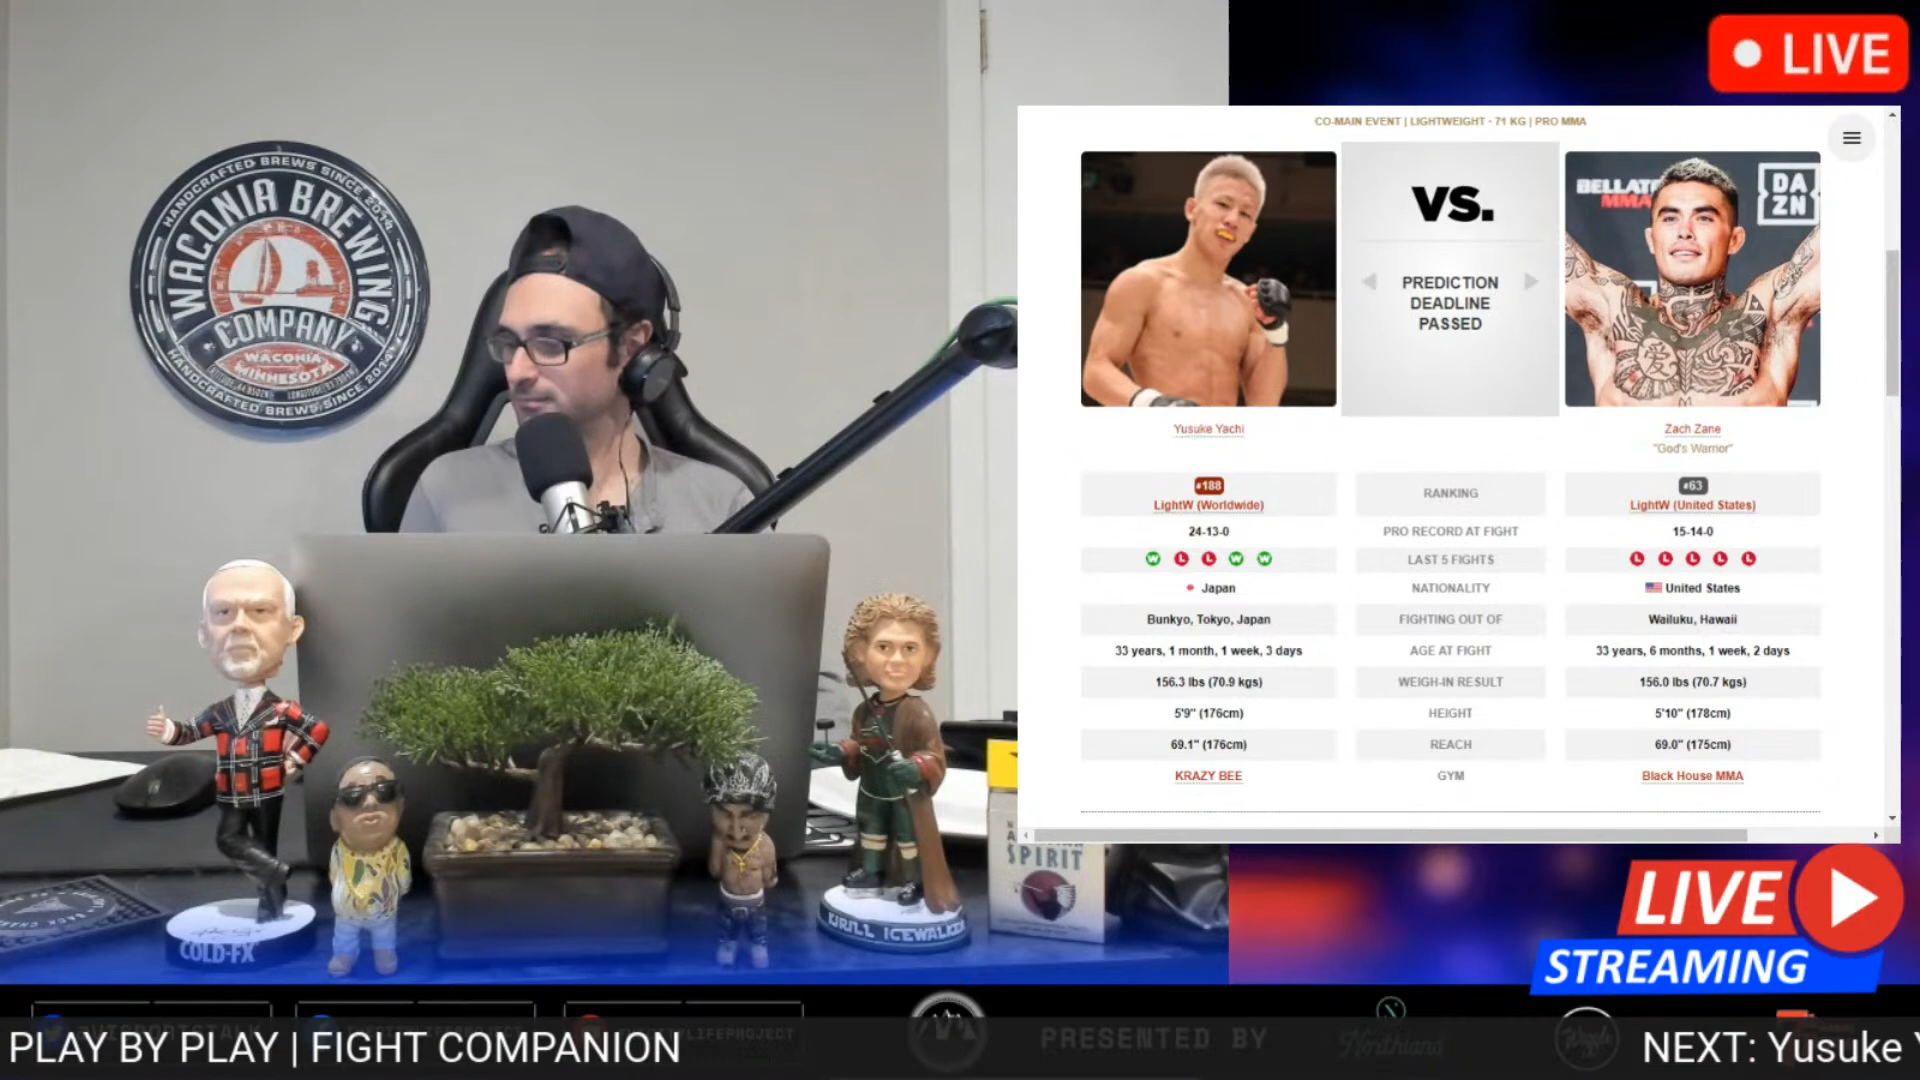 LIVE
HANDCRAFTED BREWS SINCE 2014
WACONIA BREWING
COMPANY
WACONIA
MINNESOTA
HANDCRAFTED BREWS SINCE 2014
CO-MAIN EVENT | LIGHTWEIGHT · 71 KG | PRO MMA
BELLATO
MMA
DA
ZN
VS.
PREDICTION
DEADLINE
PASSED
Yusuke Yachi
Zach Zane
"God's Warrior"
#188
LightW (Worldwide)
RANKING
#63
LightW (United States)
24-13-0
PRO RECORD AT FIGHT
15-14-0
W L L W W
LAST 5 FIGHTS
L L L L L
Japan
NATIONALITY
United States
Bunkyo, Tokyo, Japan
FIGHTING OUT OF
Wailuku, Hawaii
33 years, 1 month, 1 week, 3 days
AGE AT FIGHT
33 years, 6 months, 1 week, 2 days
156.3 lbs (70.9 kgs)
WEIGH-IN RESULT
156.0 lbs (70.7 kgs)
5'9" (176cm)
HEIGHT
5'10" (178cm)
69.1" (176cm)
REACH
69.0" (175cm)
KRAZY BEE
GYM
Black House MMA
SPIRIT
COLD-FX
KIRILL ICEWALKER
LIVE
STREAMING
PRESENTED BY
Northland
PLAY BY PLAY | FIGHT COMPANION
NEXT: Yusuke Y